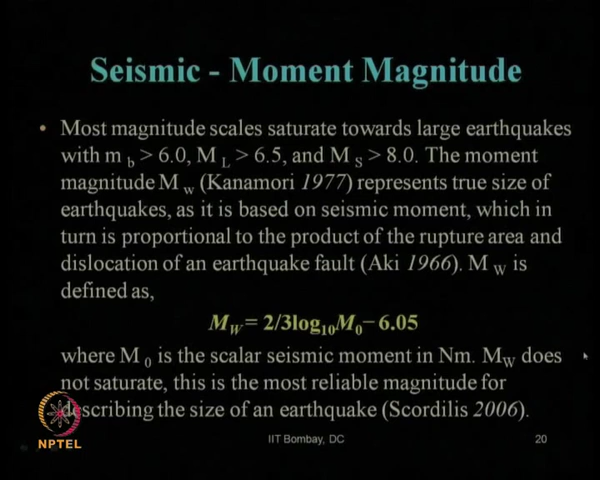 Seismic - Moment Magnitude
• Most magnitude scales saturate towards large earthquakes
with m b > 6.0, M L > 6.5, and M S > 8.0. The moment
magnitude M w (Kanamori 1977) represents true size of
earthquakes, as it is based on seismic moment, which in
turn is proportional to the product of the rupture area and
dislocation of an earthquake fault (Aki 1966). M W is
defined as,
MW = 2/3log10M0 − 6.05
where M 0 is the scalar seismic moment in Nm. MW does
not saturate, this is the most reliable magnitude for
describing the size of an earthquake (Scordilis 2006).
NPTEL
IIT Bombay, DC
20